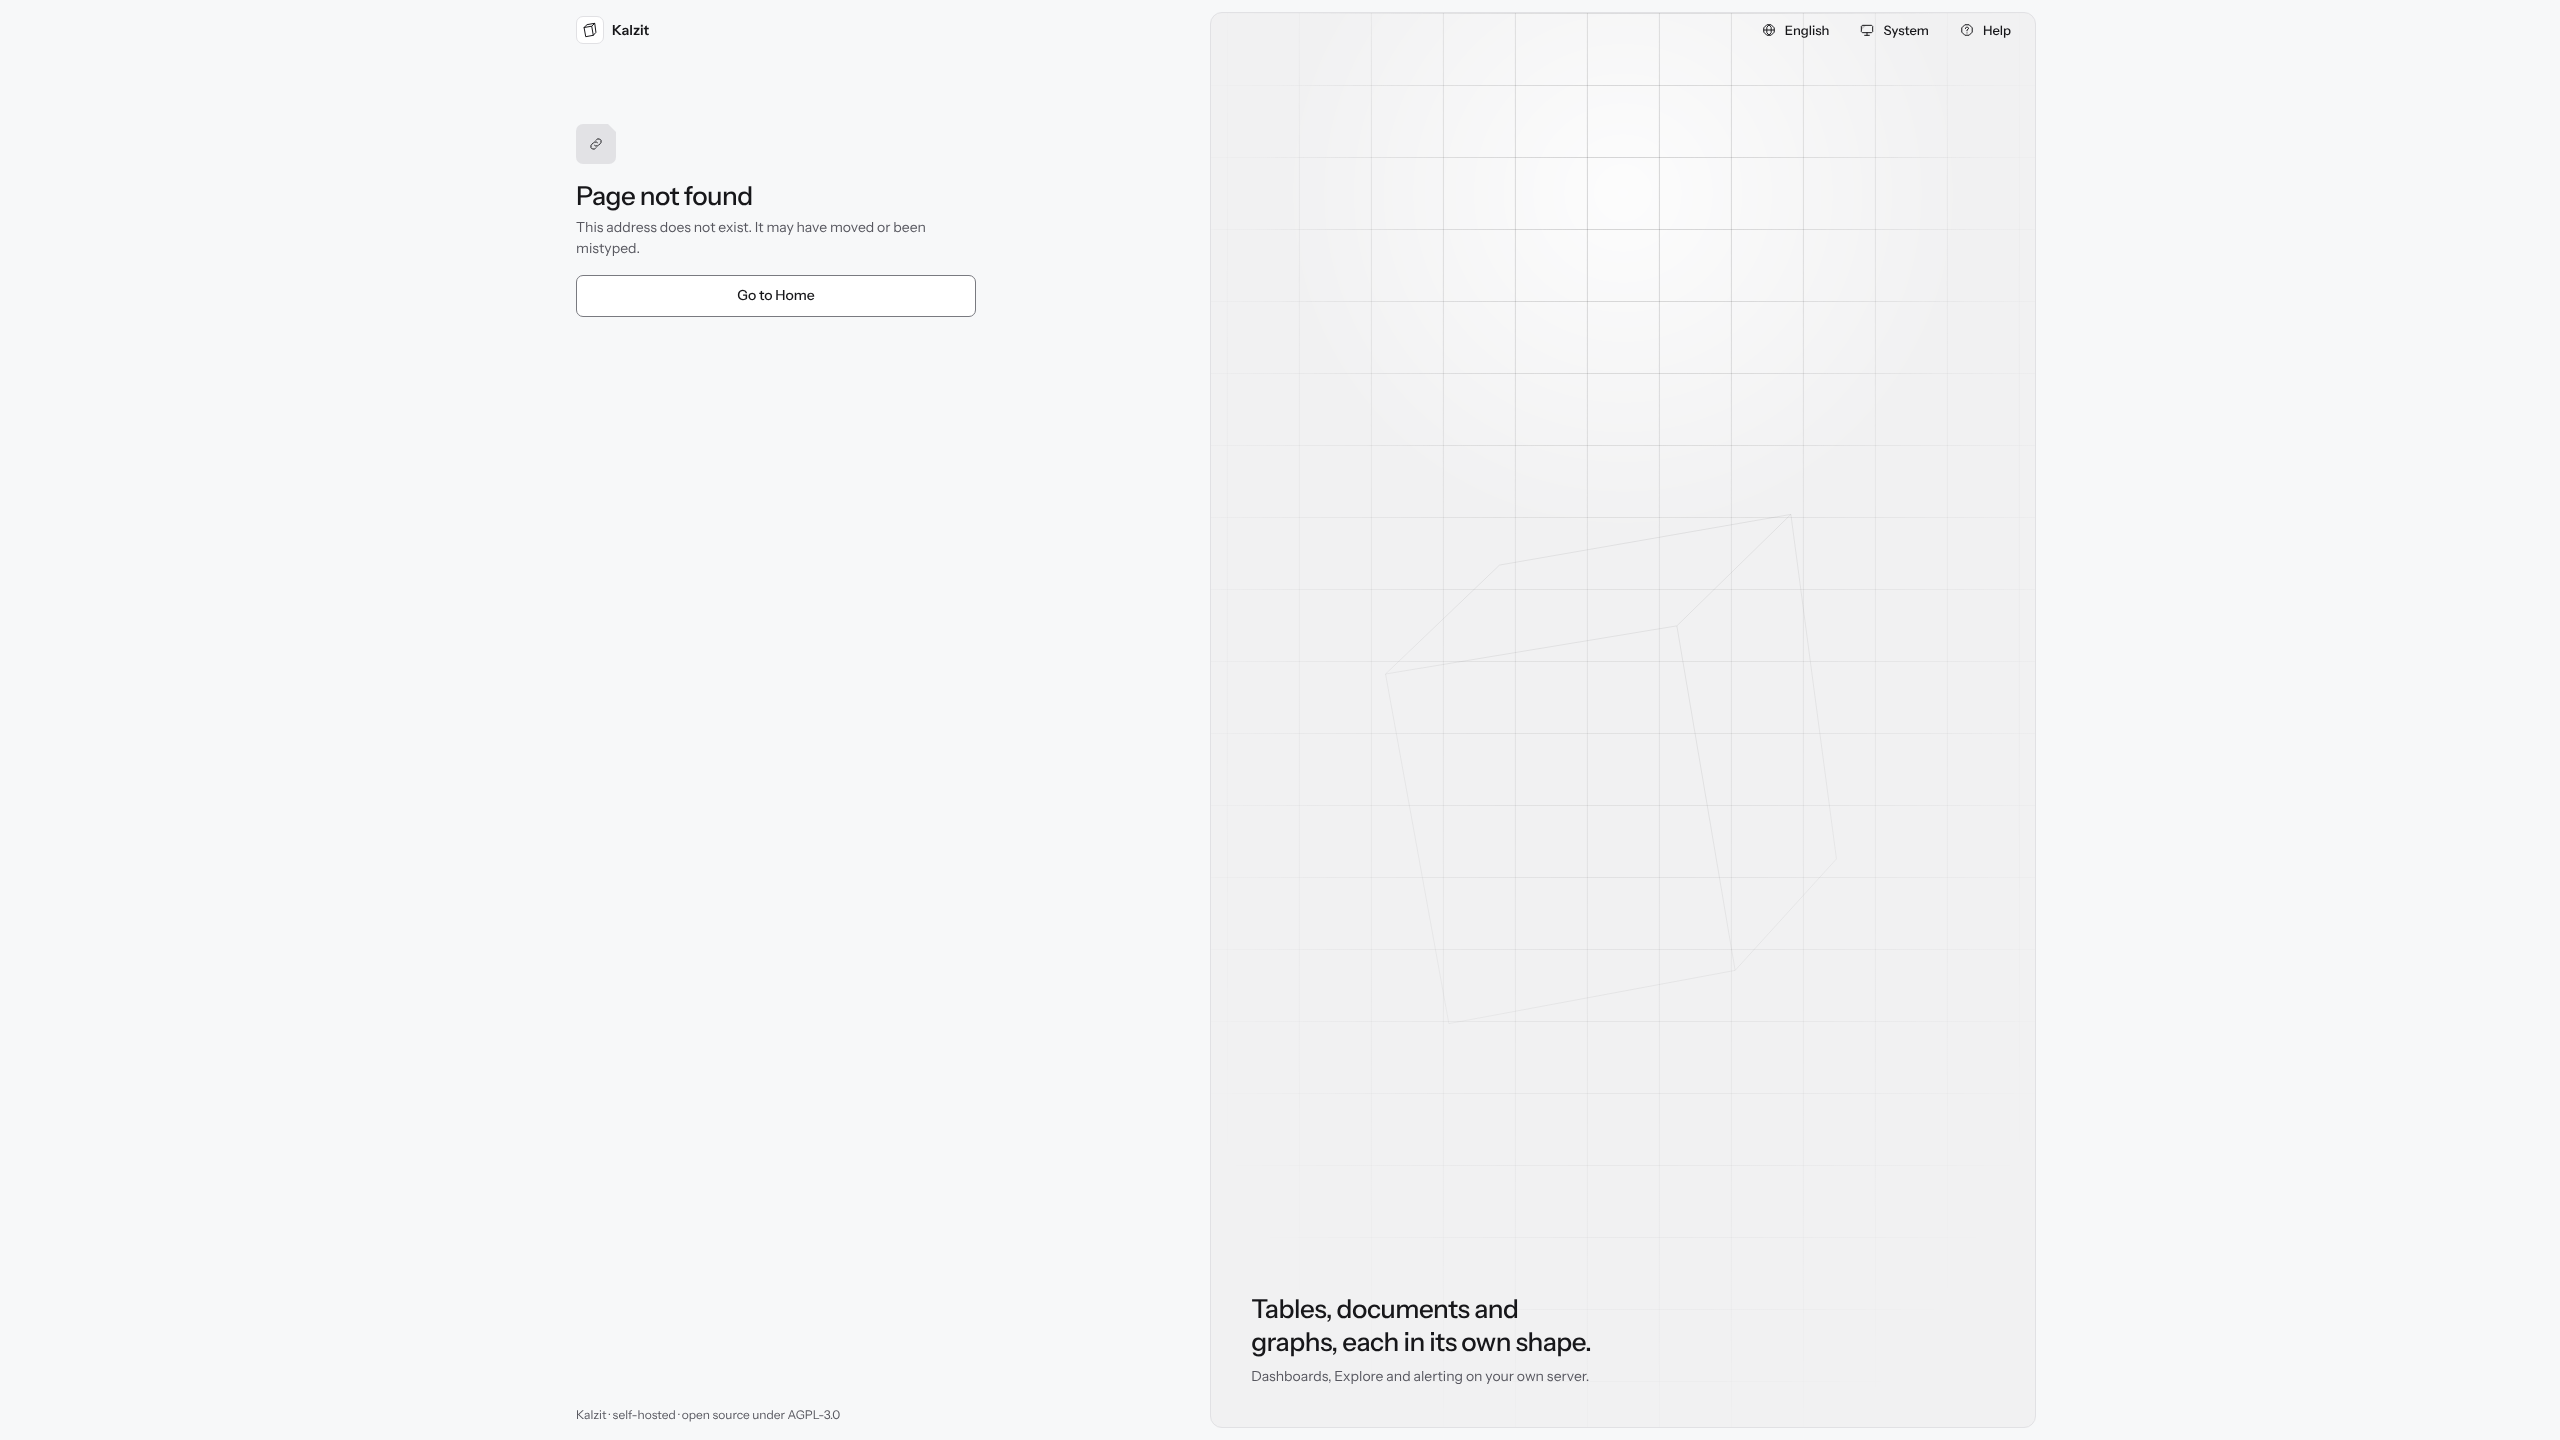 Kalzit
English
System
Help
Page not found
This address does not exist. It may have moved or been
mistyped.
Go to Home
Tables, documents and
graphs, each in its own shape.
Dashboards, Explore and alerting on your own server.
Kalzit · self-hosted · open source under AGPL-3.0